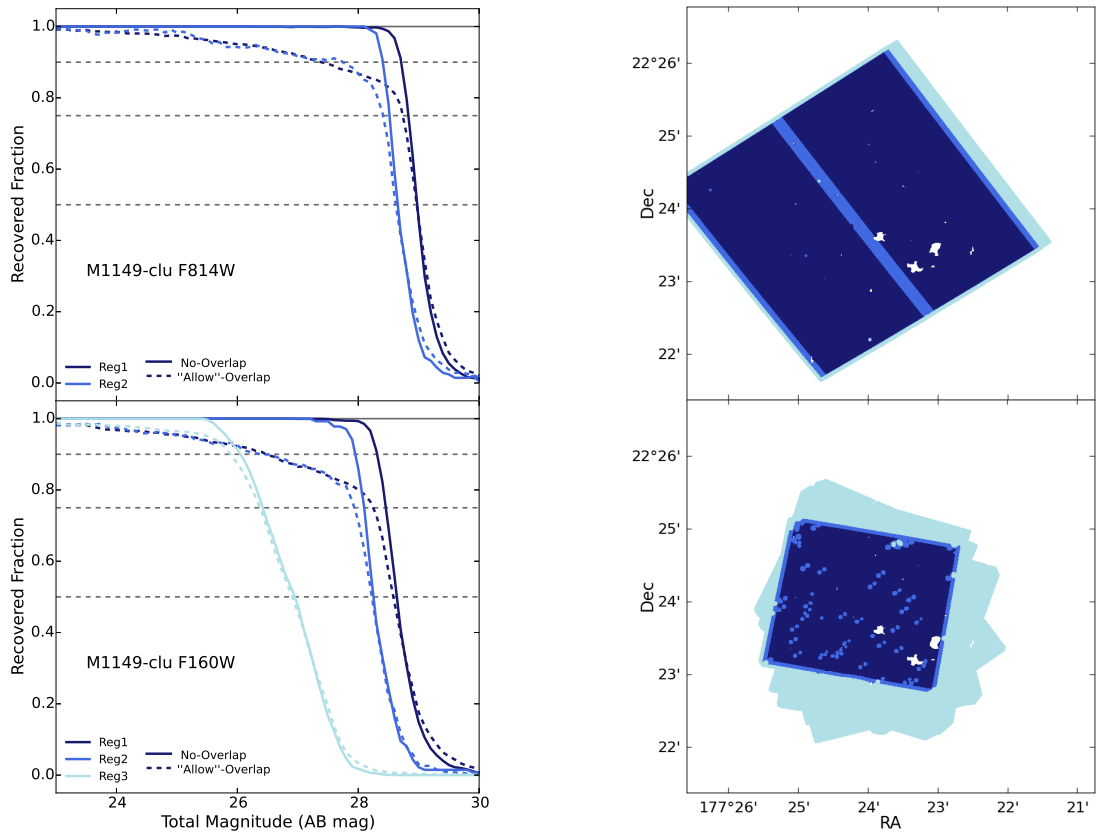 1.0
0.8
0.6
0.4
0.2
0.0
Recovered Fraction
M1149-clu F814W
Reg1
Reg2
No-Overlap
"Allow"-Overlap
22°26'
25'
24'
23'
22'
Dec
1.0
0.8
0.6
0.4
0.2
0.0
Recovered Fraction
M1149-clu F160W
Reg1
Reg2
Reg3
No-Overlap
"Allow"-Overlap
24
26
28
30
Total Magnitude (AB mag)
22°26'
25'
24'
23'
22'
Dec
177°26'
25'
24'
23'
22'
21'
RA